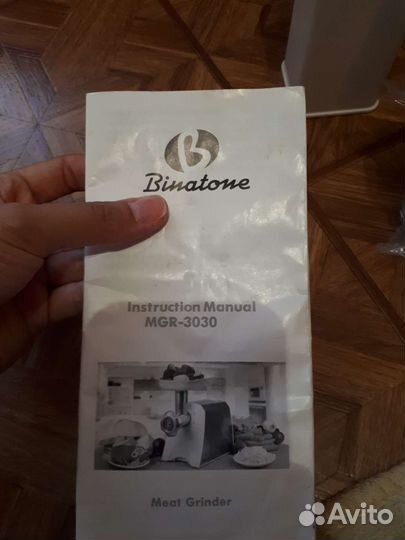 Binatone
Instruction Manual
MGR-3030
Meat Grinder
Avito